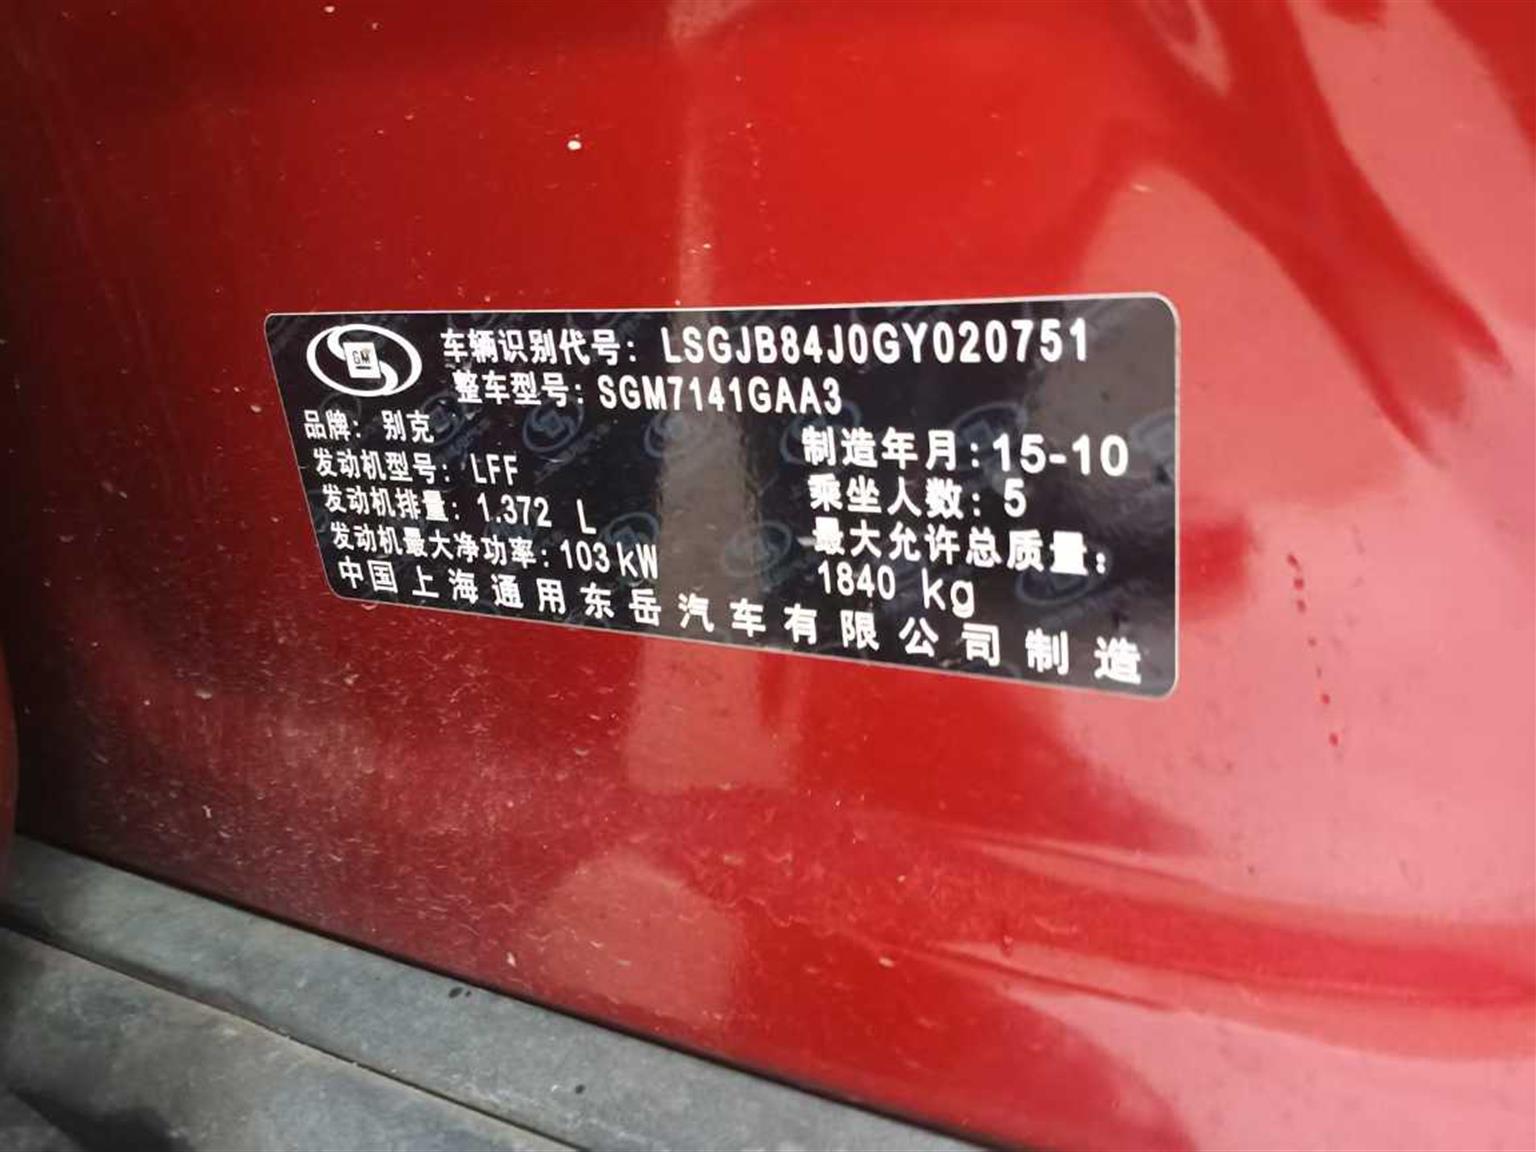 GM
车辆识别代号: LSGJB84J0GY020751
整车型号: SGM7141GAA3
品牌: 别克
制造年月: 15-10
发动机型号: LFF
乘坐人数: 5
发动机排量: 1.372 L
最大允许总质量:
发动机最大净功率: 103 kW
1840 kg
中国上海通用东岳汽车有限公司制造